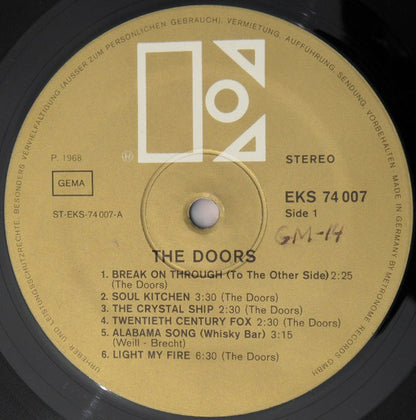 URHEBER- UND LEISTUNGSSCHUTZRECHTE, BESONDERS VERVIELFÄLTIGUNG (AUSSER ZUM PERSÖNLICHEN GEBRAUCH), VERMIETUNG, AUFFÜHRUNG, SENDUNG, VORBEHALTEN. MADE IN GERMANY BY METRONOME RECORDS GMBH
P. 1968
STEREO
GEMA
EKS 74 007
ST-EKS-74 007-A
Side 1
GM-14
THE DOORS
1. BREAK ON THROUGH (To The Other Side) 2:25
(The Doors)
2. SOUL KITCHEN 3:30 (The Doors)
3. THE CRYSTAL SHIP 2:30 (The Doors)
4. TWENTIETH CENTURY FOX 2:30 (The Doors)
5. ALABAMA SONG (Whisky Bar) 3:15
(Weill - Brecht)
6. LIGHT MY FIRE 6:30 (The Doors)